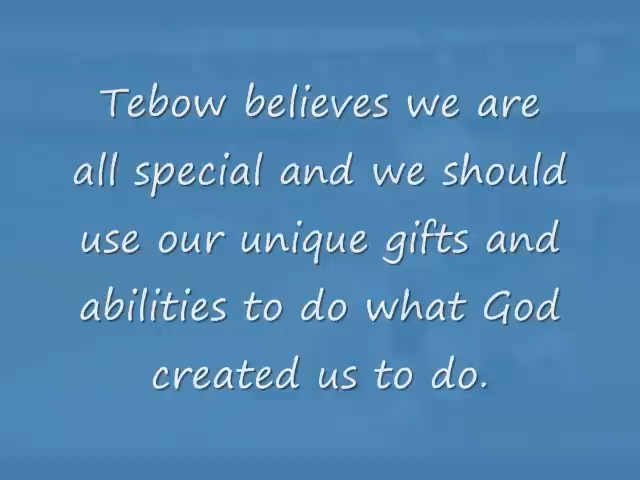 Tebow believes we are
all special and we should
use our unique gifts and
abilities to do what God
created us to do.